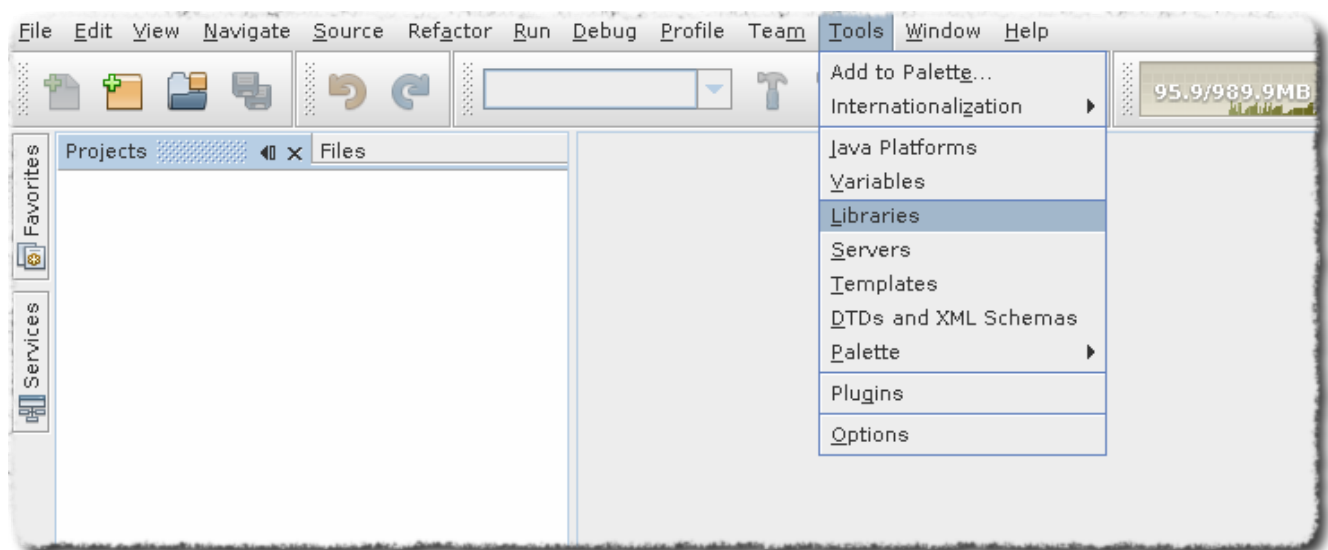 File Edit View Navigate Source Refactor Run Debug Profile Team Tools Window Help
95.9/989.9MB
Add to Palette...
Internationalization
Java Platforms
Variables
Libraries
Servers
Templates
DTDs and XML Schemas
Palette
Plugins
Options
Projects
Files
Favorites
Services